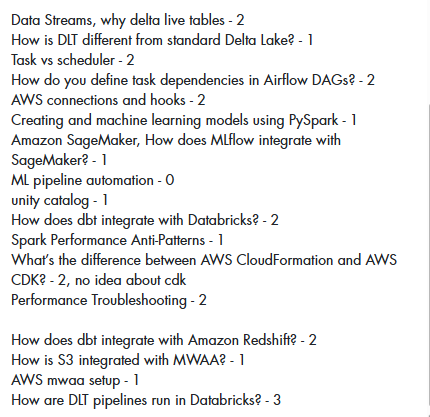 Data Streams, why delta live tables - 2
How is DLT different from standard Delta Lake? - 1
Task vs scheduler - 2
How do you define task dependencies in Airflow DAGs? - 2
AWS connections and hooks - 2
Creating and machine learning models using PySpark - 1
Amazon SageMaker, How does MLflow integrate with
SageMaker? - 1
ML pipeline automation - 0
unity catalog - 1
How does dbt integrate with Databricks? - 2
Spark Performance Anti-Patterns - 1
What's the difference between AWS CloudFormation and AWS
CDK? - 2, no idea about cdk
Performance Troubleshooting - 2
How does dbt integrate with Amazon Redshift? - 2
How is S3 integrated with MWAA? - 1
AWS mwaa setup - 1
How are DLT pipelines run in Databricks? - 3